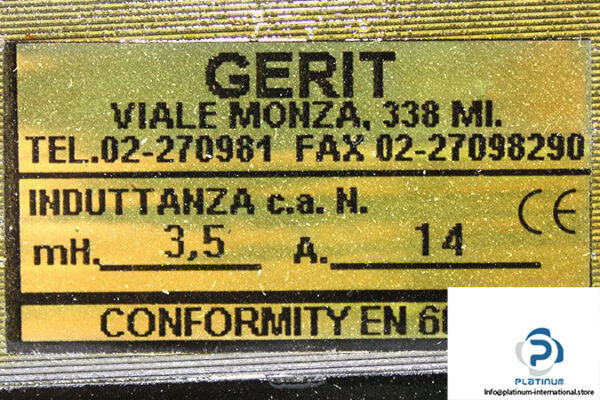 GERIT
VIALE MONZA, 338 MI.
TEL.02-270981 FAX 02-27098290
INDUTTANZA c.a. N.
CE
mH. 3,5 A. 14
CONFORMITY EN
PLATINUM
Info@platinum-international.store